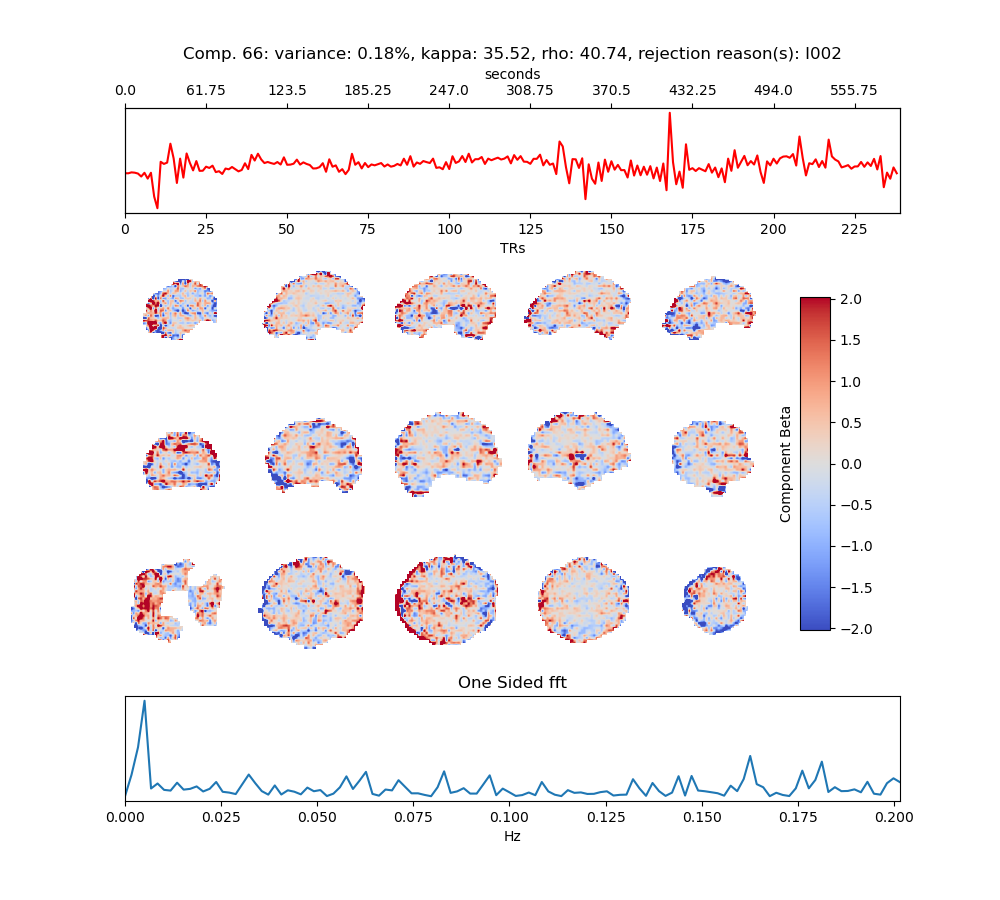 Comp. 66: variance: 0.18%, kappa: 35.52, rho: 40.74, rejection reason(s): I002
seconds
0.0 61.75 123.5 185.25 247.0 308.75 370.5 432.25 494.0 555.75
0 25 50 75 100 125 150 175 200 225
TRs
2.0
1.5
1.0
0.5
0.0
−0.5
−1.0
−1.5
−2.0
Component Beta
One Sided fft
0.000 0.025 0.050 0.075 0.100 0.125 0.150 0.175 0.200
Hz